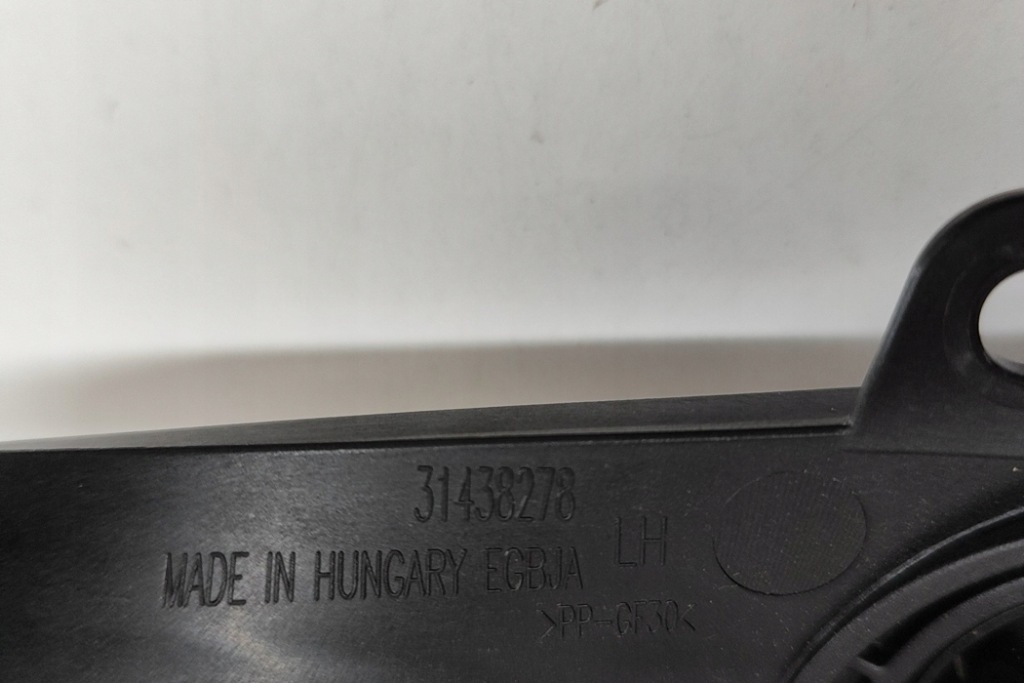 31438278
LH
MADE IN HUNGARY EGBJA
>PP-GF30<